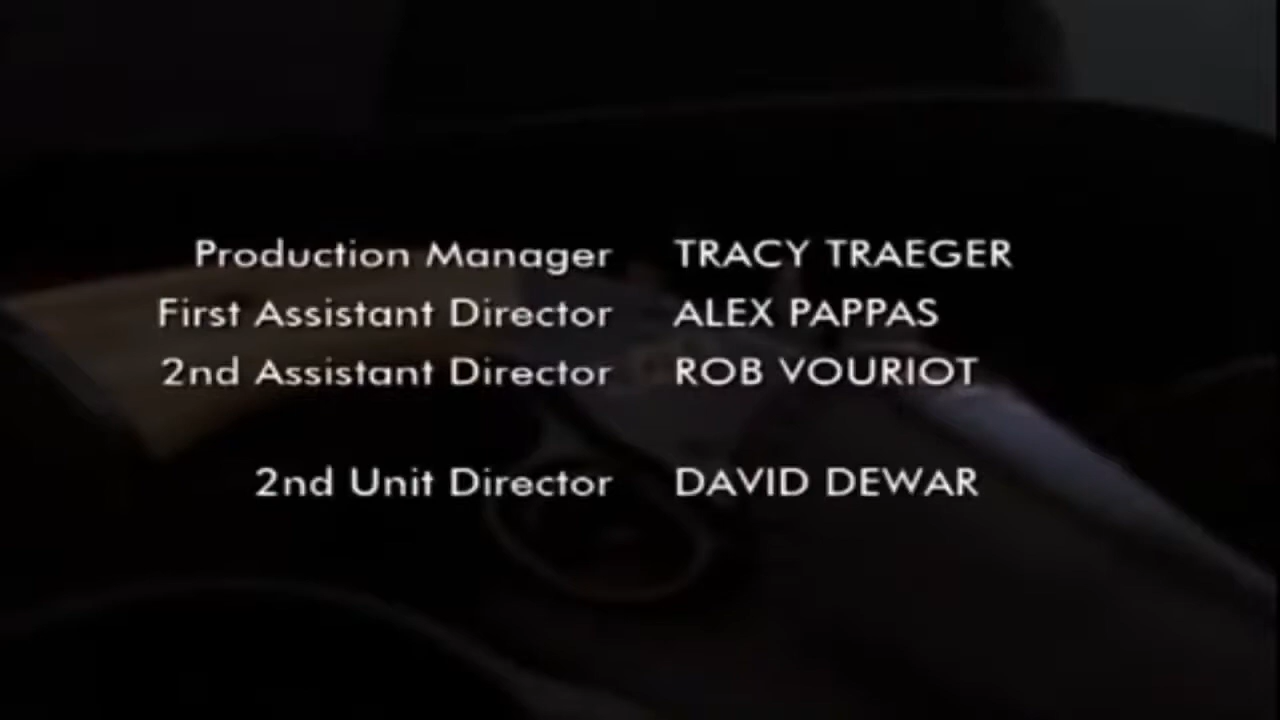 Production Manager TRACY TRAEGER
First Assistant Director ALEX PAPPAS
2nd Assistant Director ROB VOURIOT
2nd Unit Director DAVID DEWAR